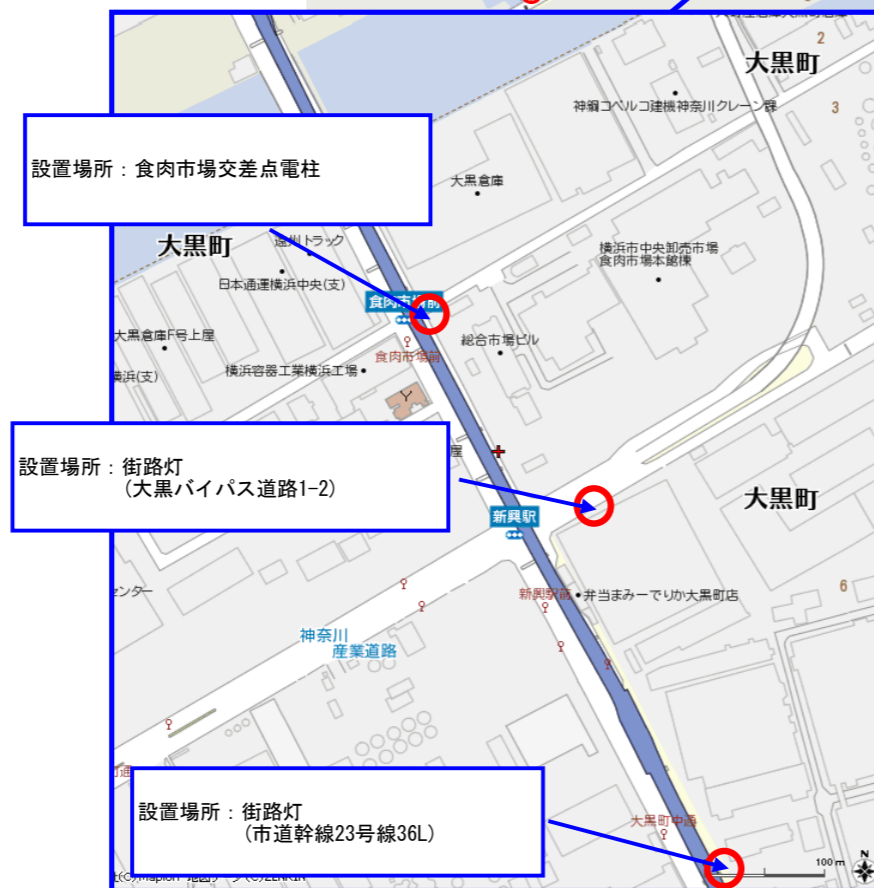 大黒町
2
神鋼コベルコ建機神奈川クレーン課
3
設置場所：食肉市場交差点電柱
大黒倉庫
大黒町
遠州トラック
横浜市中央卸売市場
食肉市場本館棟
日本通運横浜中央(支)
食肉市場前
大黒倉庫F号上屋
総合市場ビル
食肉市場前
横浜(支)
横浜容器工業横浜工場
設置場所：街路灯
(大黒バイパス道路1-2)
屋
大黒町
新興駅
センター
新興駅前
弁当まみーでりか大黒町店
6
神奈川
産業道路
設置場所：街路灯
(市道幹線23号線36L)
大黒町中通
100 m
N